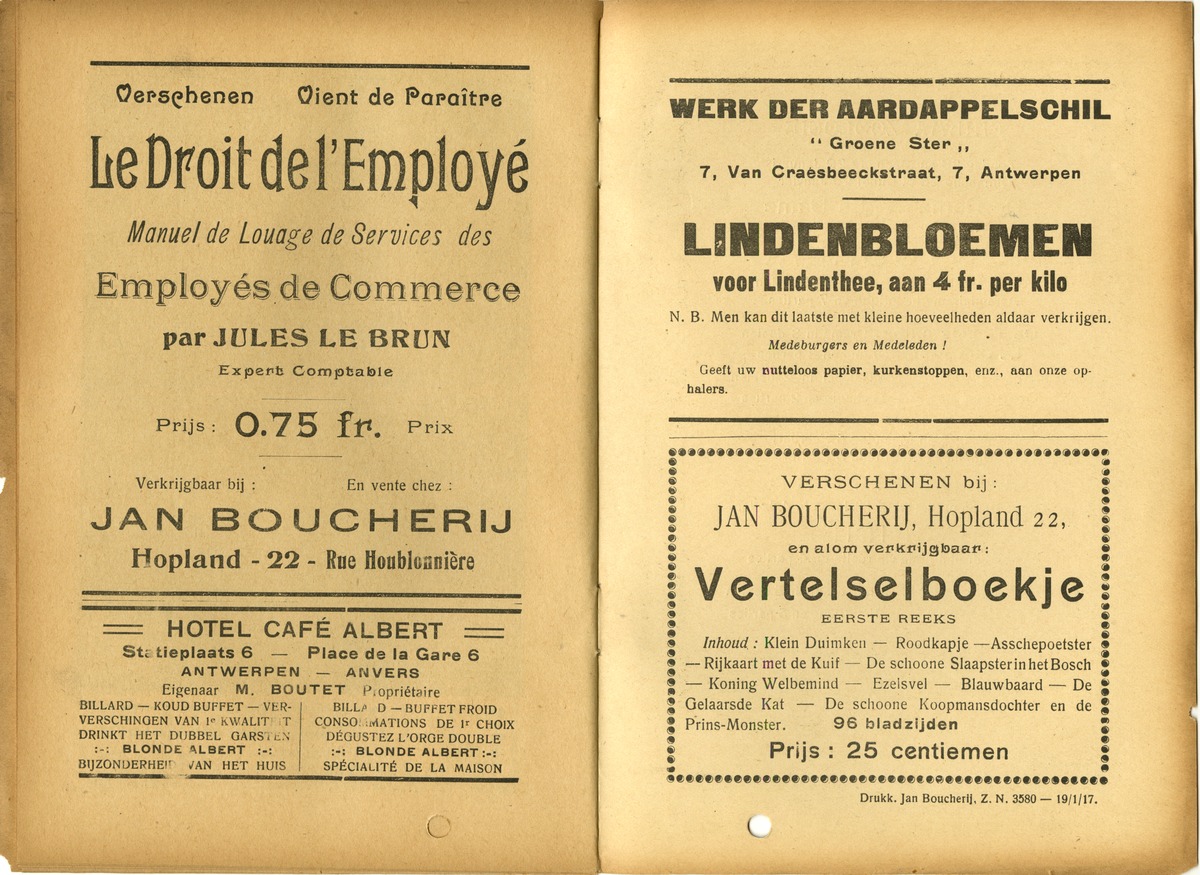 Verschenen Vient de Paraître
Le Droit de l'Employé
Manuel de Louage de Services des
Employés de Commerce
par JULES LE BRUN
Expert Comptable
Prijs : 0.75 fr. Prix
Verkrijgbaar bij : En vente chez :
JAN BOUCHERIJ
Hopland - 22 - Rue Houblonnière
HOTEL CAFÉ ALBERT
Statieplaats 6 — Place de la Gare 6
ANTWERPEN — ANVERS
Eigenaar M. BOUTET Propriétaire
BILLARD — KOUD BUFFET — VER-
VERSCHINGEN VAN 1e KWALITEIT
DRINKT HET DUBBEL GARSTEN
:-: BLONDE ALBERT :-:
BIJZONDERHEID VAN HET HUIS
BILLARD — BUFFET FROID
CONSOMMATIONS DE 1r CHOIX
DÉGUSTEZ L'ORGE DOUBLE
:-: BLONDE ALBERT :-:
SPÉCIALITÉ DE LA MAISON
WERK DER AARDAPPELSCHIL
“ Groene Ster „
7, Van Craesbeeckstraat, 7, Antwerpen
LINDENBLOEMEN
voor Lindenthee, aan 4 fr. per kilo
N. B. Men kan dit laatste met kleine hoeveelheden aldaar verkrijgen.
Medeburgers en Medeleden !
Geeft uw nutteloos papier, kurkenstoppen, enz., aan onze op-
halers.
VERSCHENEN bij :
JAN BOUCHERIJ, Hopland 22,
en alom verkrijgbaar :
Vertelselboekje
EERSTE REEKS
Inhoud : Klein Duimken — Roodkapje — Asschepoetster
— Rijkaart met de Kuif — De schoone Slaapster in het Bosch
— Koning Welbemind — Ezelsvel — Blauwbaard — De
Gelaarsde Kat — De schoone Koopmansdochter en de
Prins-Monster. 96 bladzijden
Prijs : 25 centiemen
Drukk. Jan Boucherij, Z. N. 3580 — 19/1/17.